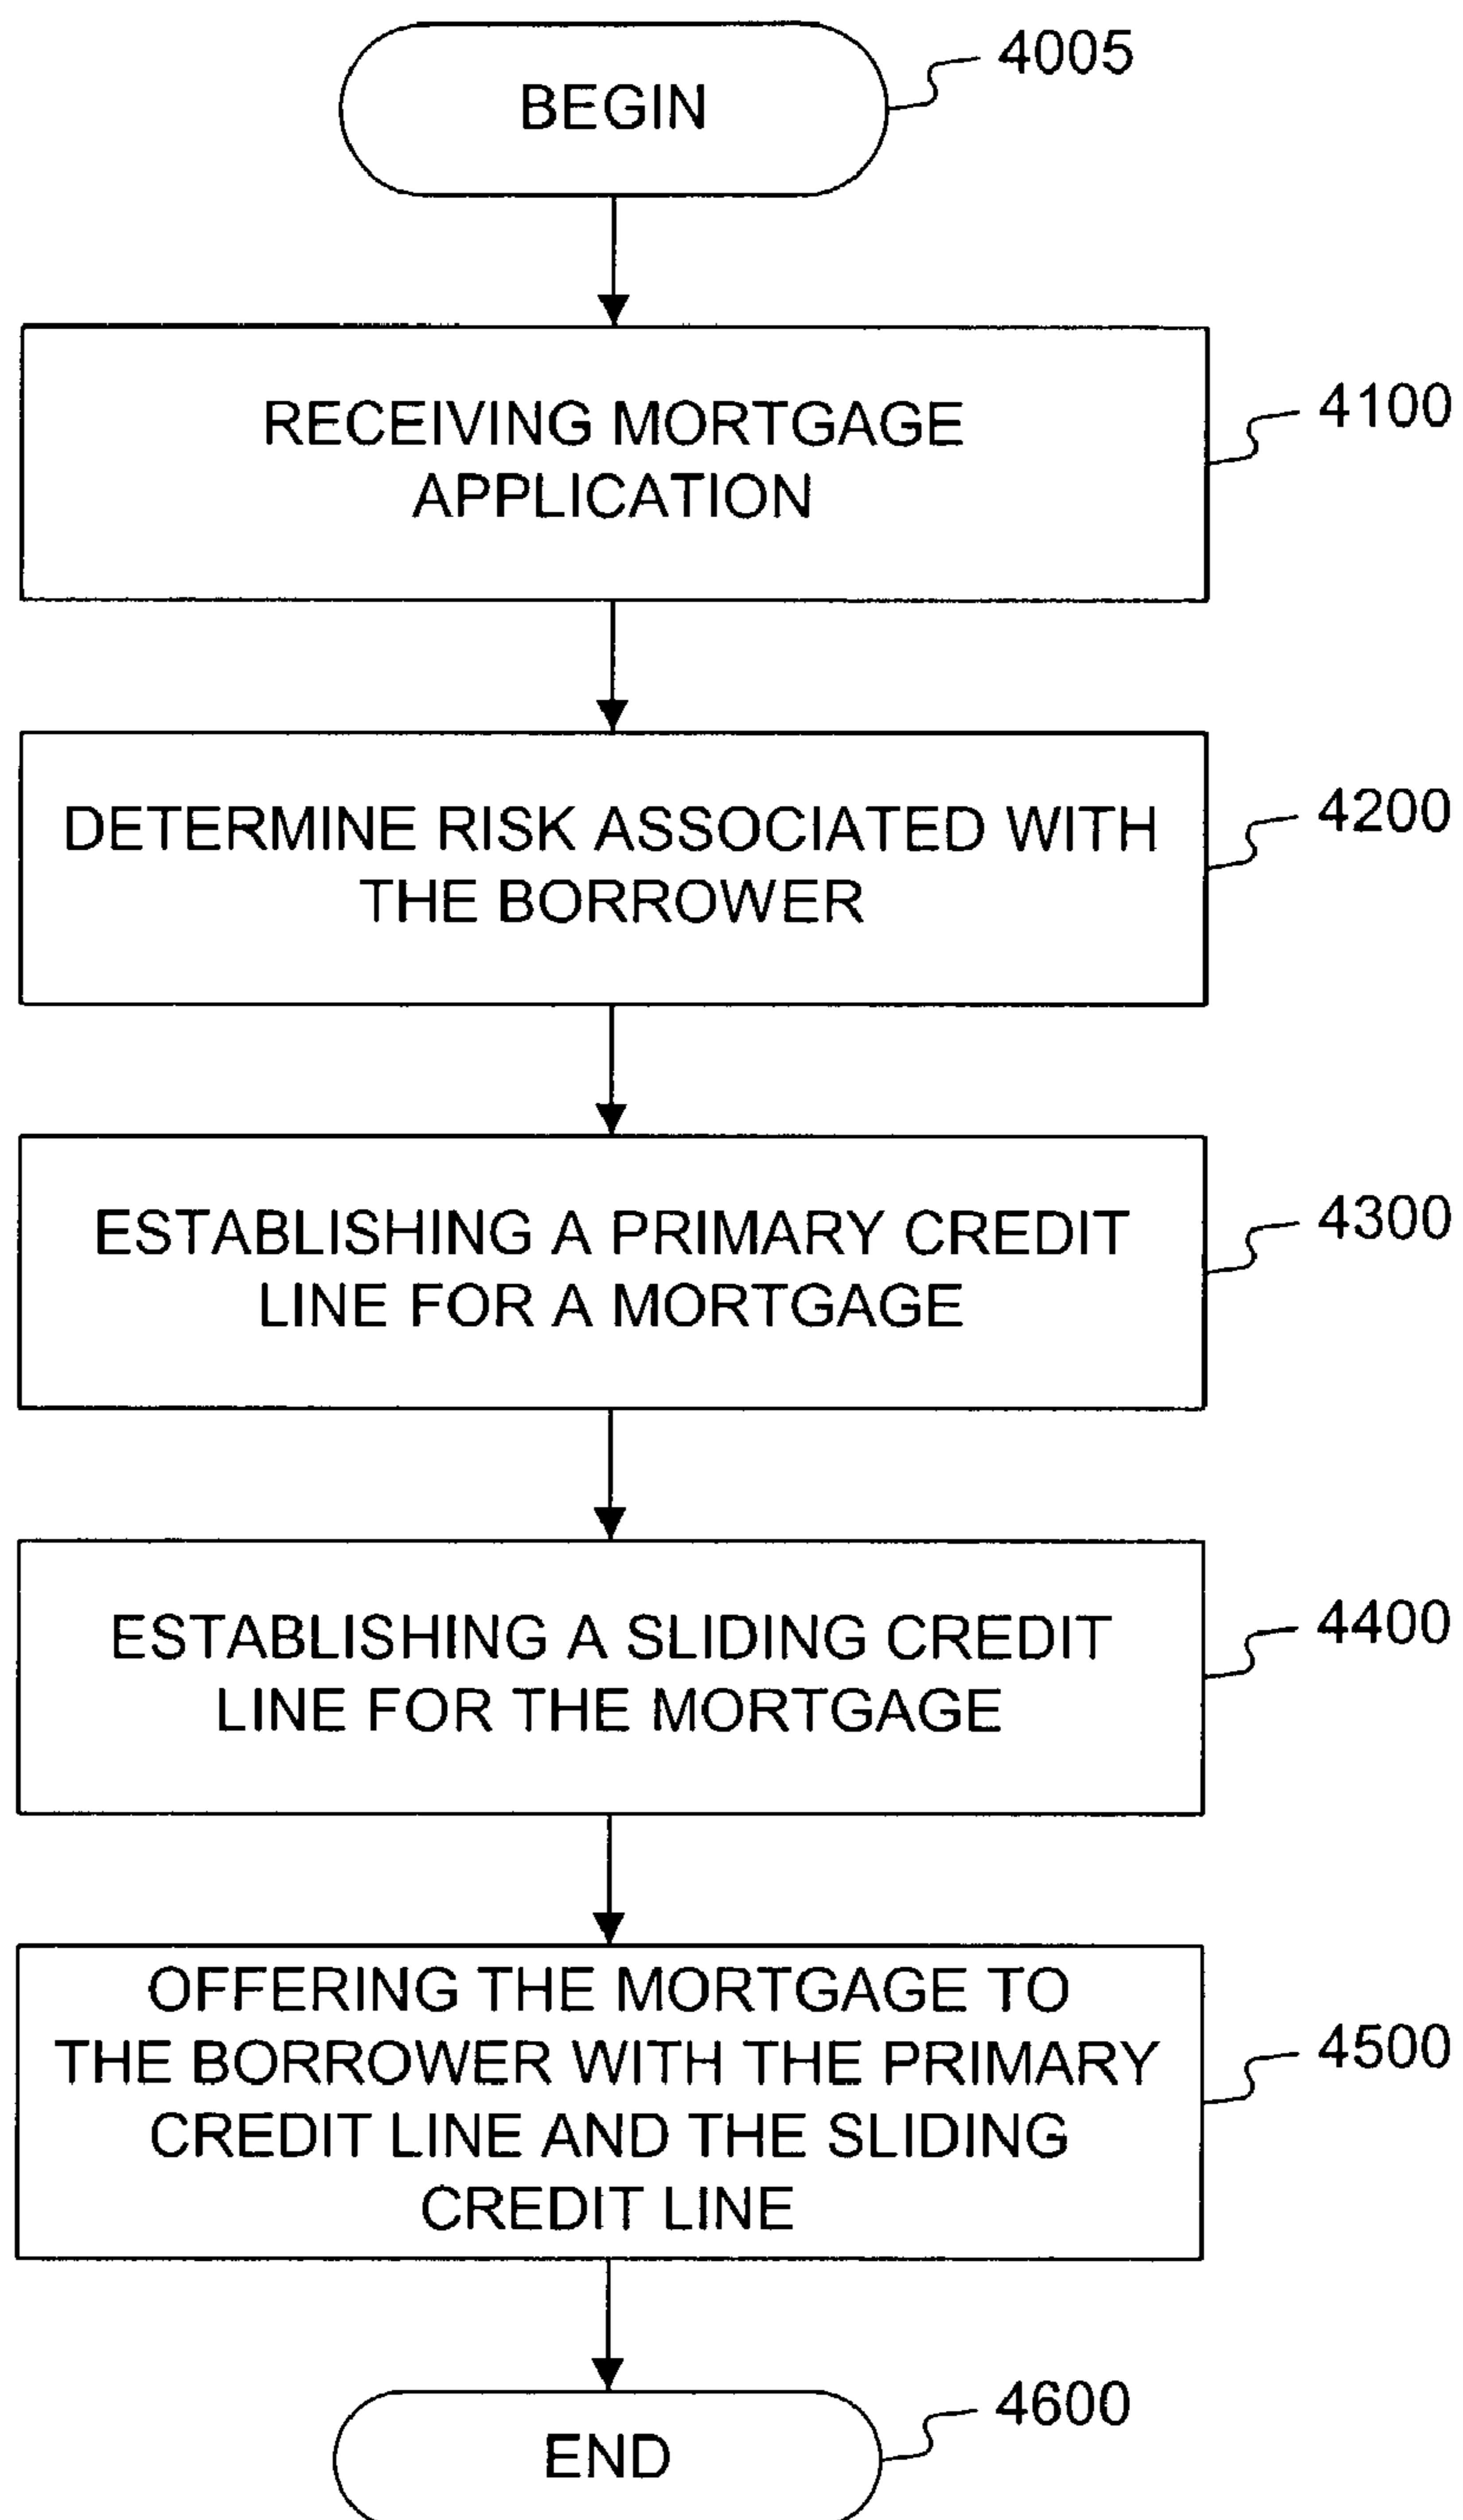 BEGIN
4005
RECEIVING MORTGAGE
APPLICATION
4100
DETERMINE RISK ASSOCIATED WITH
THE BORROWER
4200
ESTABLISHING A PRIMARY CREDIT
LINE FOR A MORTGAGE
4300
ESTABLISHING A SLIDING CREDIT
LINE FOR THE MORTGAGE
4400
OFFERING THE MORTGAGE TO
THE BORROWER WITH THE PRIMARY
CREDIT LINE AND THE SLIDING
CREDIT LINE
4500
END
4600